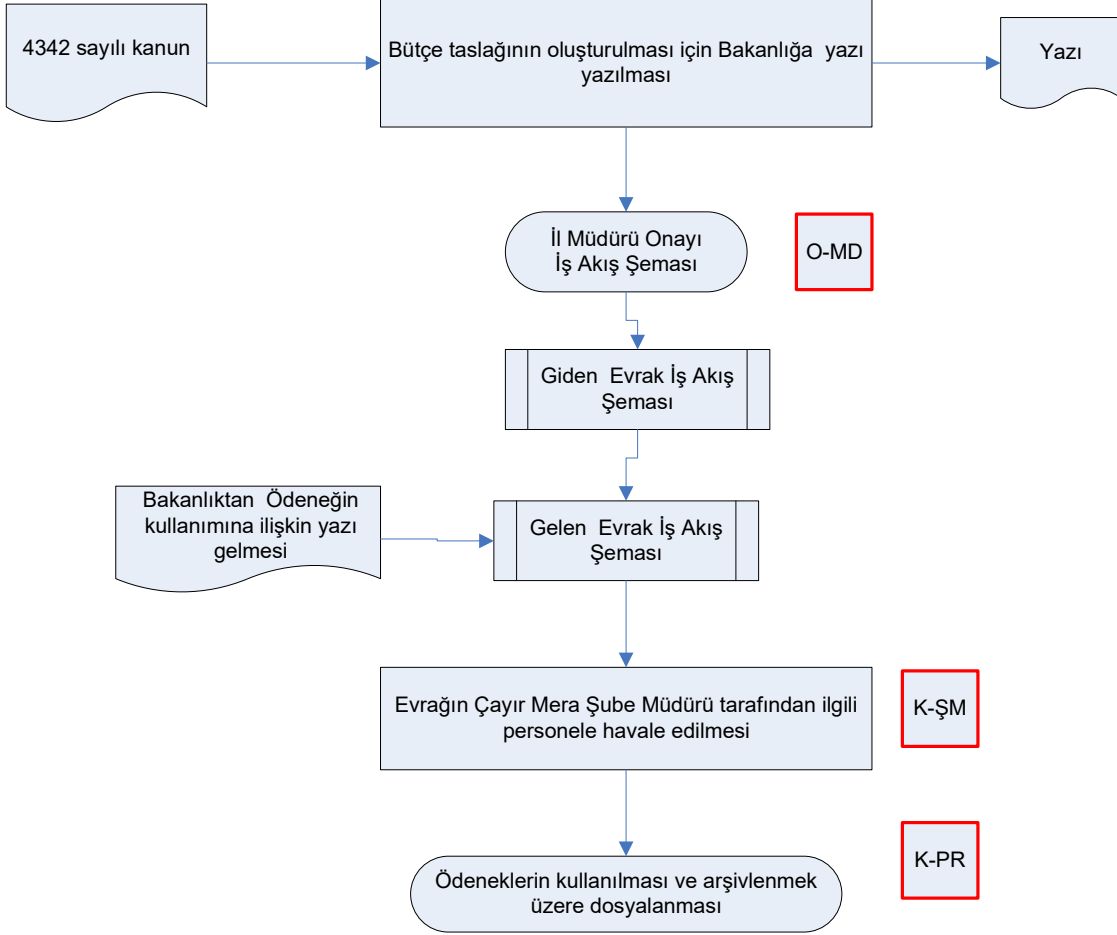 4342 sayılı kanun
Bütçe taslağının oluşturulması için Bakanlığa yazı
yazılması
Yazı
İl Müdürü Onayı
İş Akış Şeması
O-MD
Giden Evrak İş Akış
Şeması
Bakanlıktan Ödeneğin
kullanımına ilişkin yazı
gelmesi
Gelen Evrak İş Akış
Şeması
Evrağın Çayır Mera Şube Müdürü tarafından ilgili
personele havale edilmesi
K-ŞM
K-PR
Ödeneklerin kullanılması ve arşivlenmek
üzere dosyalanması